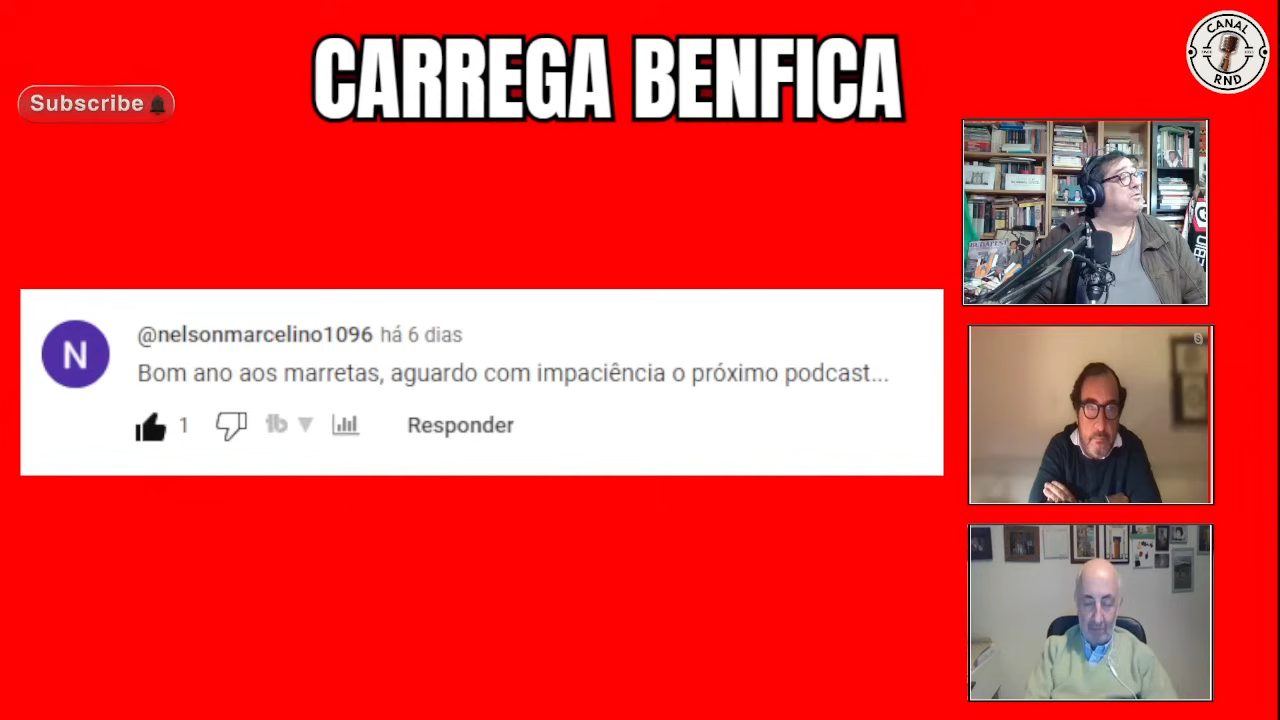 CARREGA BENFICA
CANAL
RND
Subscribe
BUDAPEST
@nelsonmarcelino1096 há 6 dias
Bom ano aos marretas, aguardo com impaciência o próximo podcast...
1
Responder